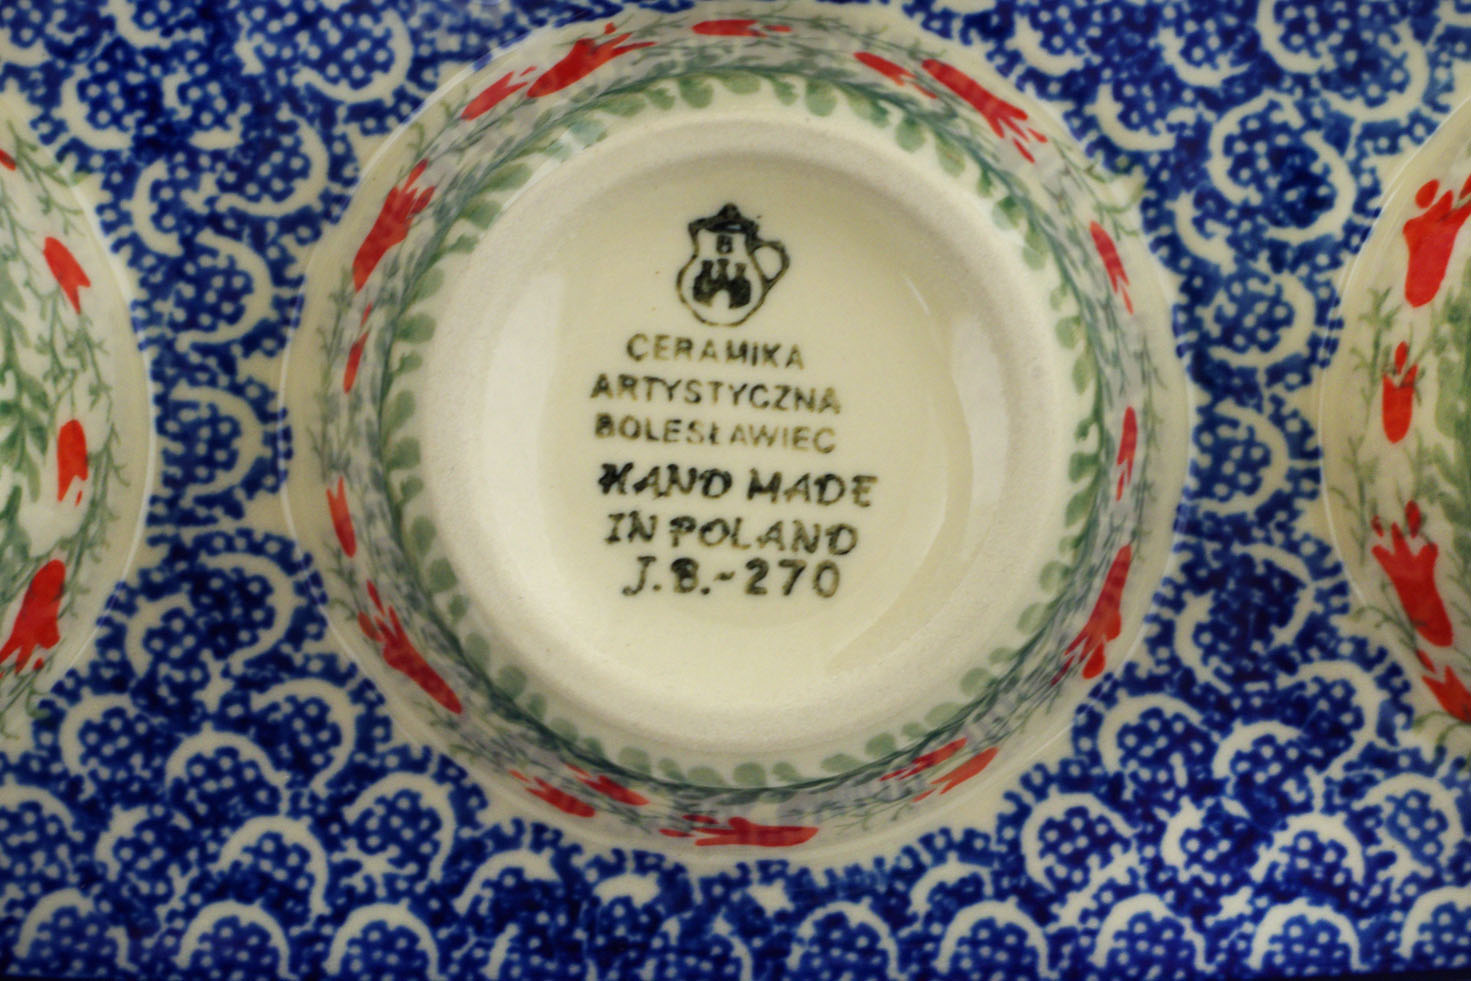 B
CERAMIKA
ARTYSTYCZNA
BOLESŁAWIEC
HAND MADE
IN POLAND
J.B.-270